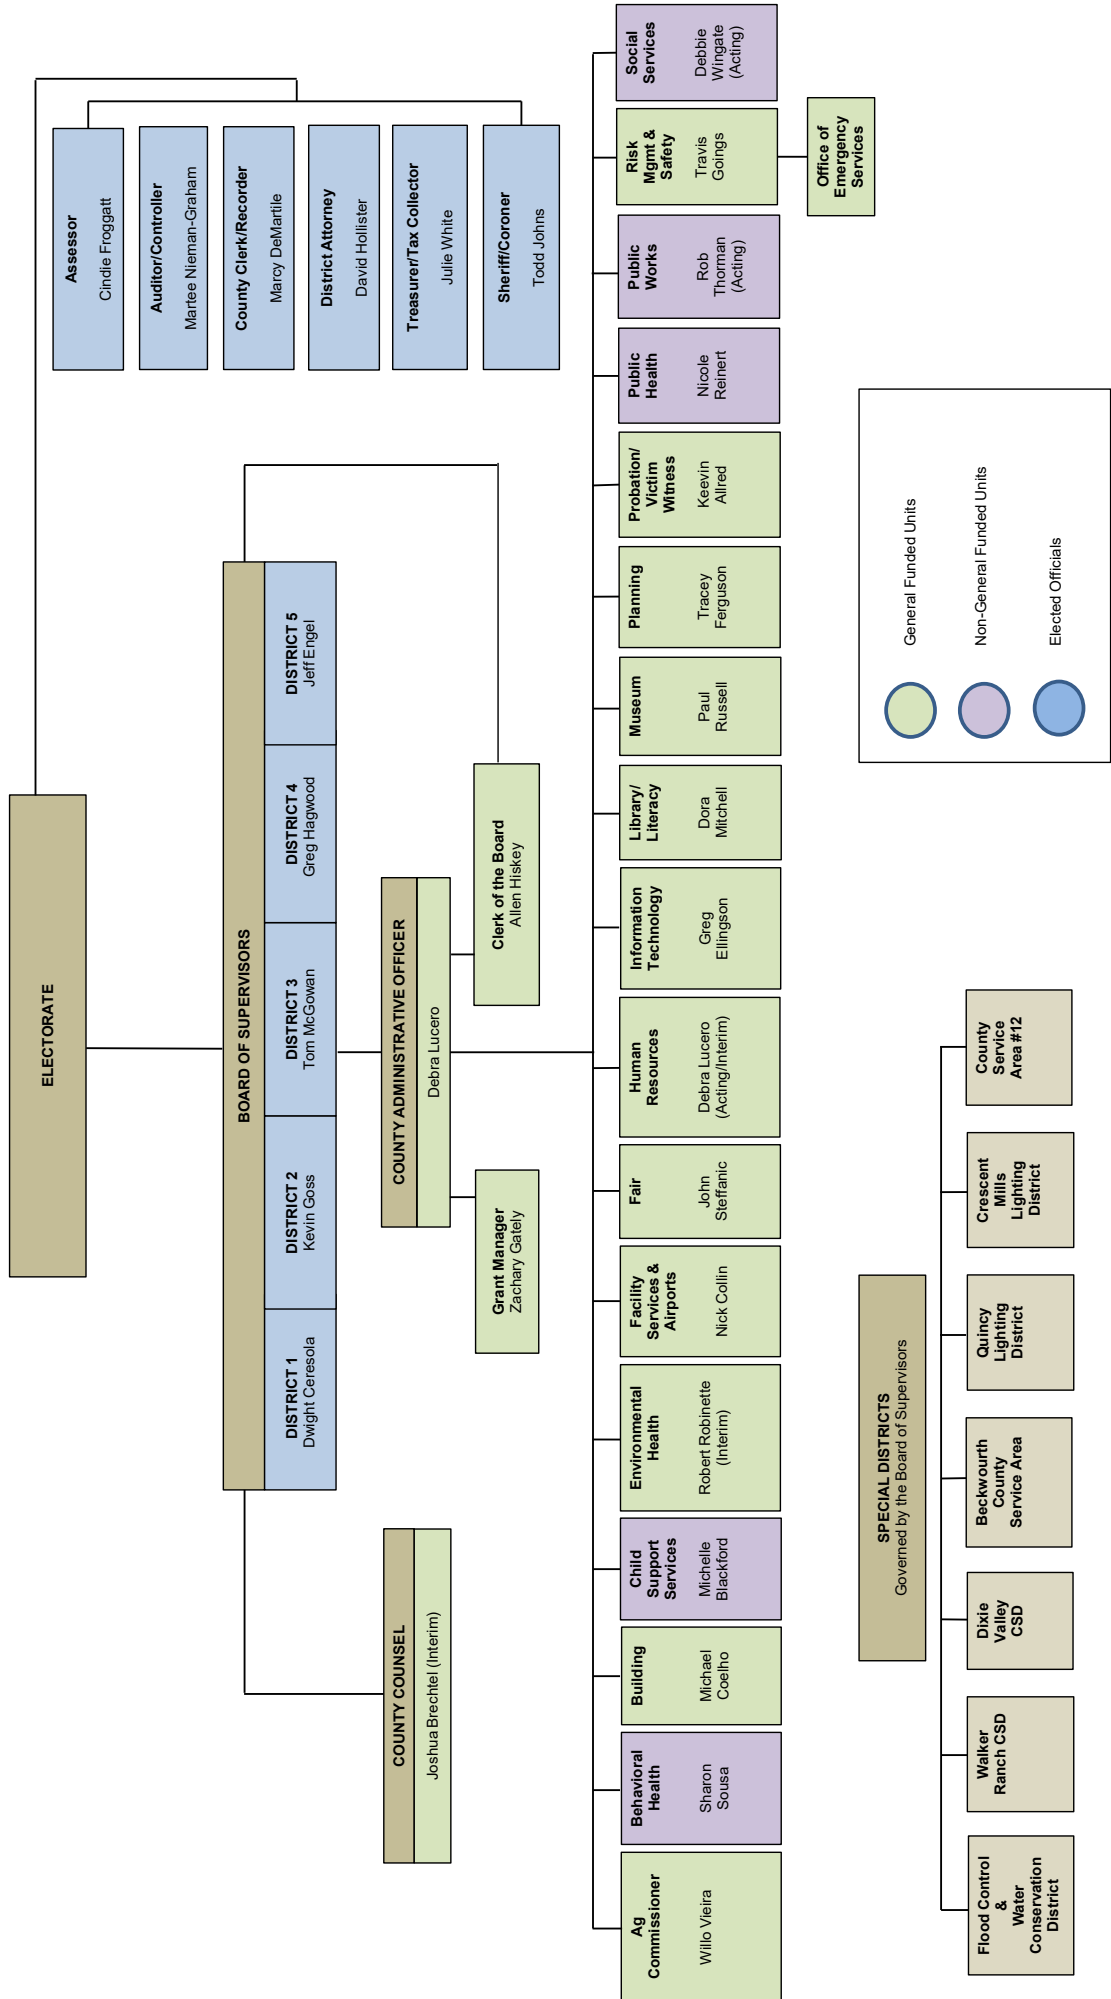 ELECTORATE
BOARD OF SUPERVISORS
DISTRICT 1
Dwight Ceresola
DISTRICT 2
Kevin Goss
DISTRICT 3
Tom McGowan
DISTRICT 4
Greg Hagwood
DISTRICT 5
Jeff Engel
Assessor
Cindie Froggatt
Auditor/Controller
Martee Nieman-Graham
County Clerk/Recorder
Marcy DeMartile
District Attorney
David Hollister
Treasurer/Tax Collector
Julie White
Sheriff/Coroner
Todd Johns
COUNTY COUNSEL
Joshua Brechtel (Interim)
COUNTY ADMINISTRATIVE OFFICER
Debra Lucero
Grant Manager
Zachary Gately
Clerk of the Board
Allen Hiskey
Ag
Commissioner
Willo Vieira
Behavioral
Health
Sharon
Sousa
Building
Michael
Coelho
Child
Support
Services
Michelle
Blackford
Environmental
Health
Robert Robinette
(Interim)
Facility
Services &
Airports
Nick Collin
Fair
John
Steffanic
Human
Resources
Debra Lucero
(Acting/Interim)
Information
Technology
Greg
Ellingson
Library/
Literacy
Dora
Mitchell
Museum
Paul
Russell
Planning
Tracey
Ferguson
Probation/
Victim
Witness
Keevin
Allred
Public
Health
Nicole
Reinert
Public
Works
Rob
Thorman
(Acting)
Risk
Mgmt &
Safety
Travis
Goings
Social
Services
Debbie
Wingate
(Acting)
Office of
Emergency
Services
SPECIAL DISTRICTS
Governed by the Board of Supervisors
Flood Control
&
Water
Conservation
District
Walker
Ranch CSD
Dixie
Valley
CSD
Beckwourth
County
Service Area
Quincy
Lighting
District
Crescent
Mills
Lighting
District
County
Service
Area #12
General Funded Units
Non-General Funded Units
Elected Officials